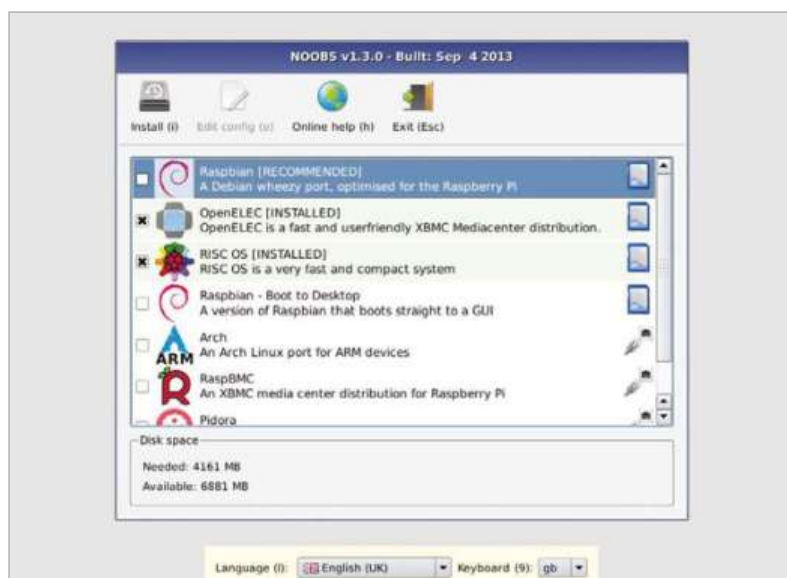 NOOBS v1.3.0 - Built: Sep 4 2013
Install (i) Edit config (e) Online help (h) Exit (Esc)
Raspbian [RECOMMENDED]
A Debian wheezy port, optimised for the Raspberry Pi
OpenELEC [INSTALLED]
OpenELEC is a fast and userfriendly XBMC Mediacenter distribution.
RISC OS [INSTALLED]
RISC OS is a very fast and compact system
Raspbian - Boot to Desktop
A version of Raspbian that boots straight to a GUI
Arch
ARM An Arch Linux port for ARM devices
RaspBMC
An XBMC media center distribution for Raspberry Pi
Pidora
Disk space
Needed: 4161 MB
Available: 6881 MB
Language (l): English (UK) Keyboard (9): gb